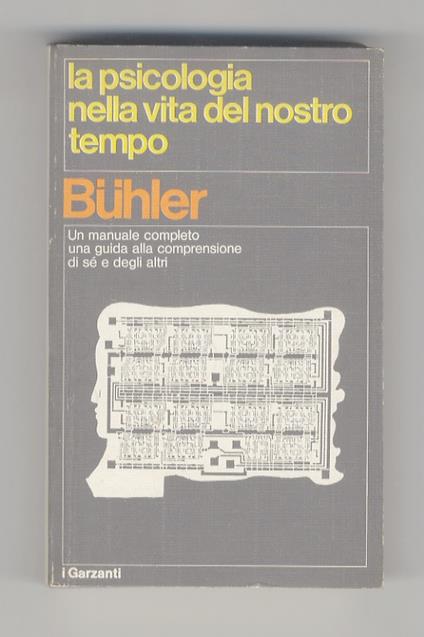 la psicologia
nella vita del nostro
tempo
Bühler
Un manuale completo
una guida alla comprensione
di sé e degli altri
i Garzanti